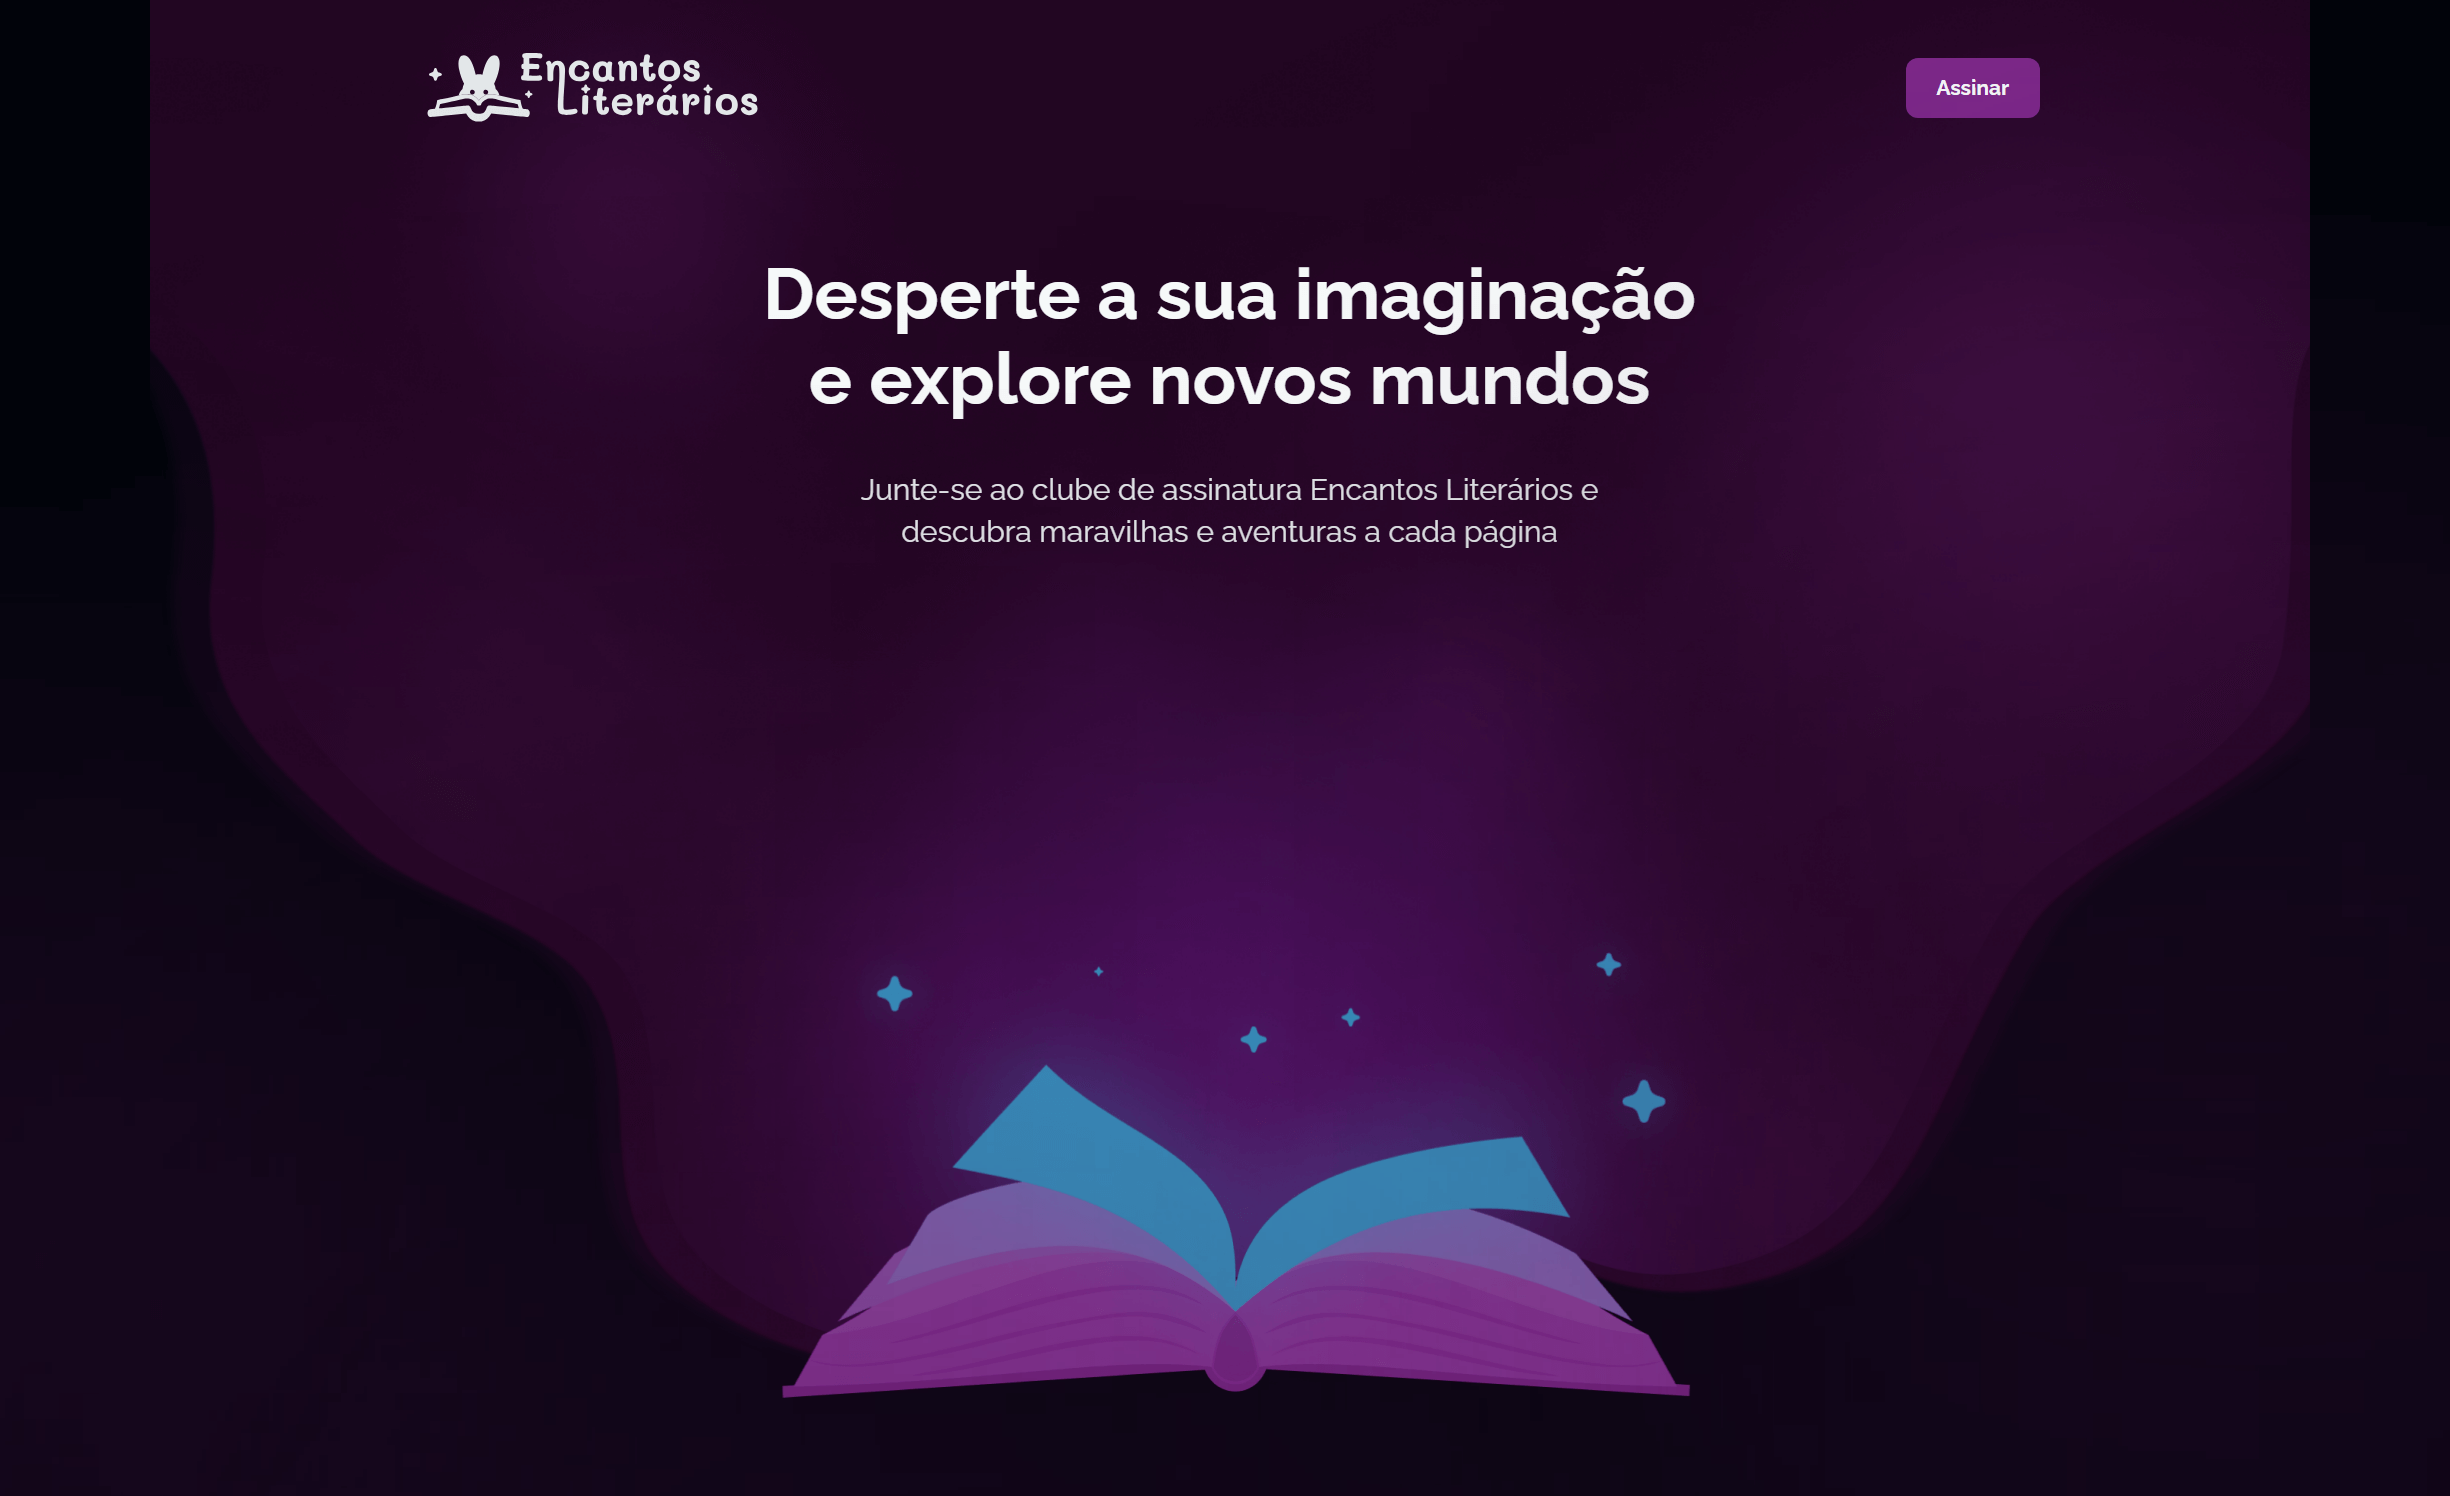 Encantos
Literários
Assinar
Desperte a sua imaginação
e explore novos mundos
Junte-se ao clube de assinatura Encantos Literários e
descubra maravilhas e aventuras a cada página